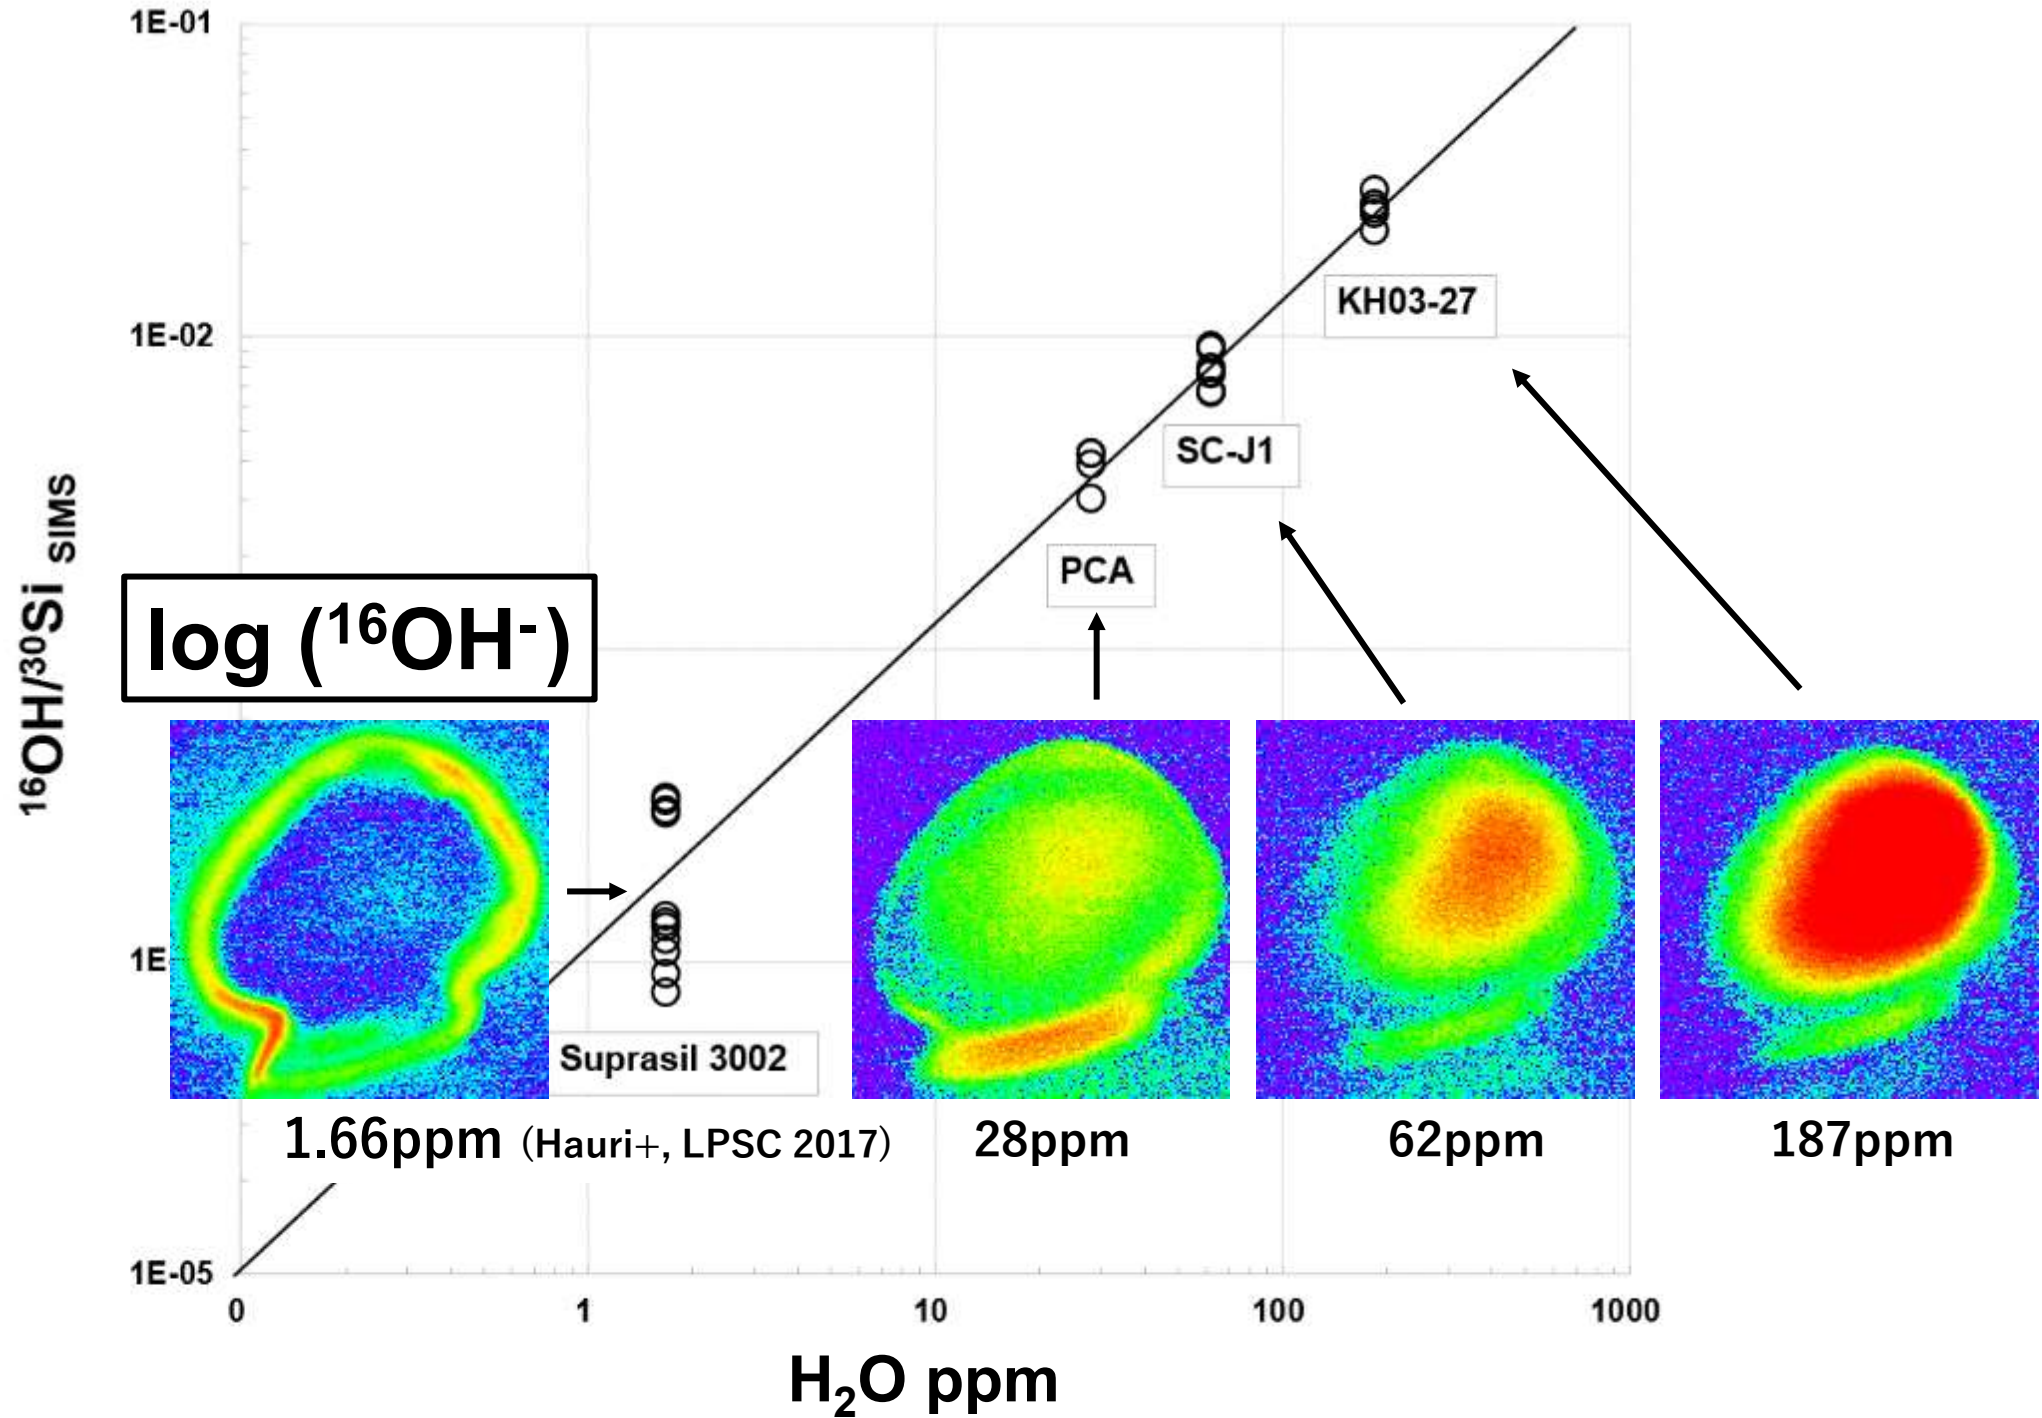 1E-01
1E-02
1E
1E-05
¹⁶OH/³⁰Si SIMS
log (¹⁶OH⁻)
KH03-27
SC-J1
PCA
Suprasil 3002
1.66ppm (Hauri+, LPSC 2017)
28ppm
62ppm
187ppm
0
1
10
100
1000
H₂O ppm